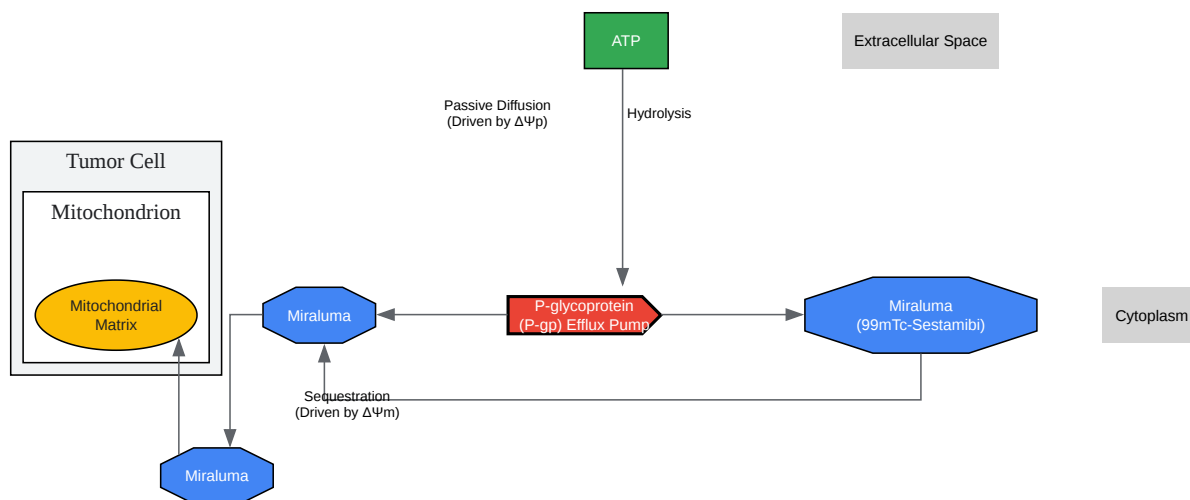 ATP
Extracellular Space
Passive Diffusion
(Driven by ΔΨp)
Hydrolysis
Tumor Cell
Mitochondrion
Mitochondrial
Matrix
Miraluma
P-glycoprotein
(P-gp) Efflux Pump
Miraluma
(99mTc-Sestamibi)
Cytoplasm
Sequestration
(Driven by ΔΨm)
Miraluma